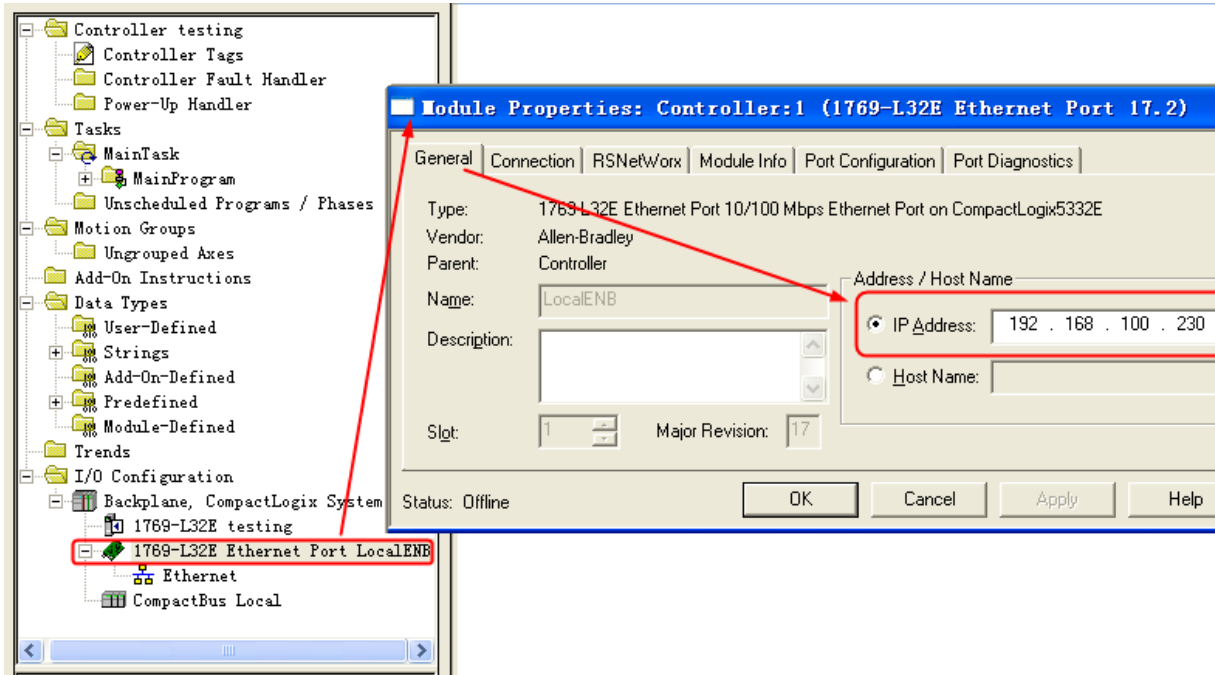 Controller testing
Controller Tags
Controller Fault Handler
Power-Up Handler
Tasks
MainTask
MainProgram
Unscheduled Programs / Phases
Motion Groups
Ungrouped Axes
Add-On Instructions
Data Types
User-Defined
Strings
Add-On-Defined
Predefined
Module-Defined
Trends
I/O Configuration
Backplane, CompactLogix System
1769-L32E testing
1769-L32E Ethernet Port LocalENB
Ethernet
CompactBus Local
Module Properties: Controller:1 (1769-L32E Ethernet Port 17.2)
General Connection RSNetWorx Module Info Port Configuration Port Diagnostics
Type: 1769-L32E Ethernet Port 10/100 Mbps Ethernet Port on CompactLogix5332E
Vendor: Allen-Bradley
Parent: Controller
Name: LocalENB
Description:
Slot: 1 Major Revision: 17
Address / Host Name
IP Address: 192 . 168 . 100 . 230
Host Name:
Status: Offline OK Cancel Apply Help